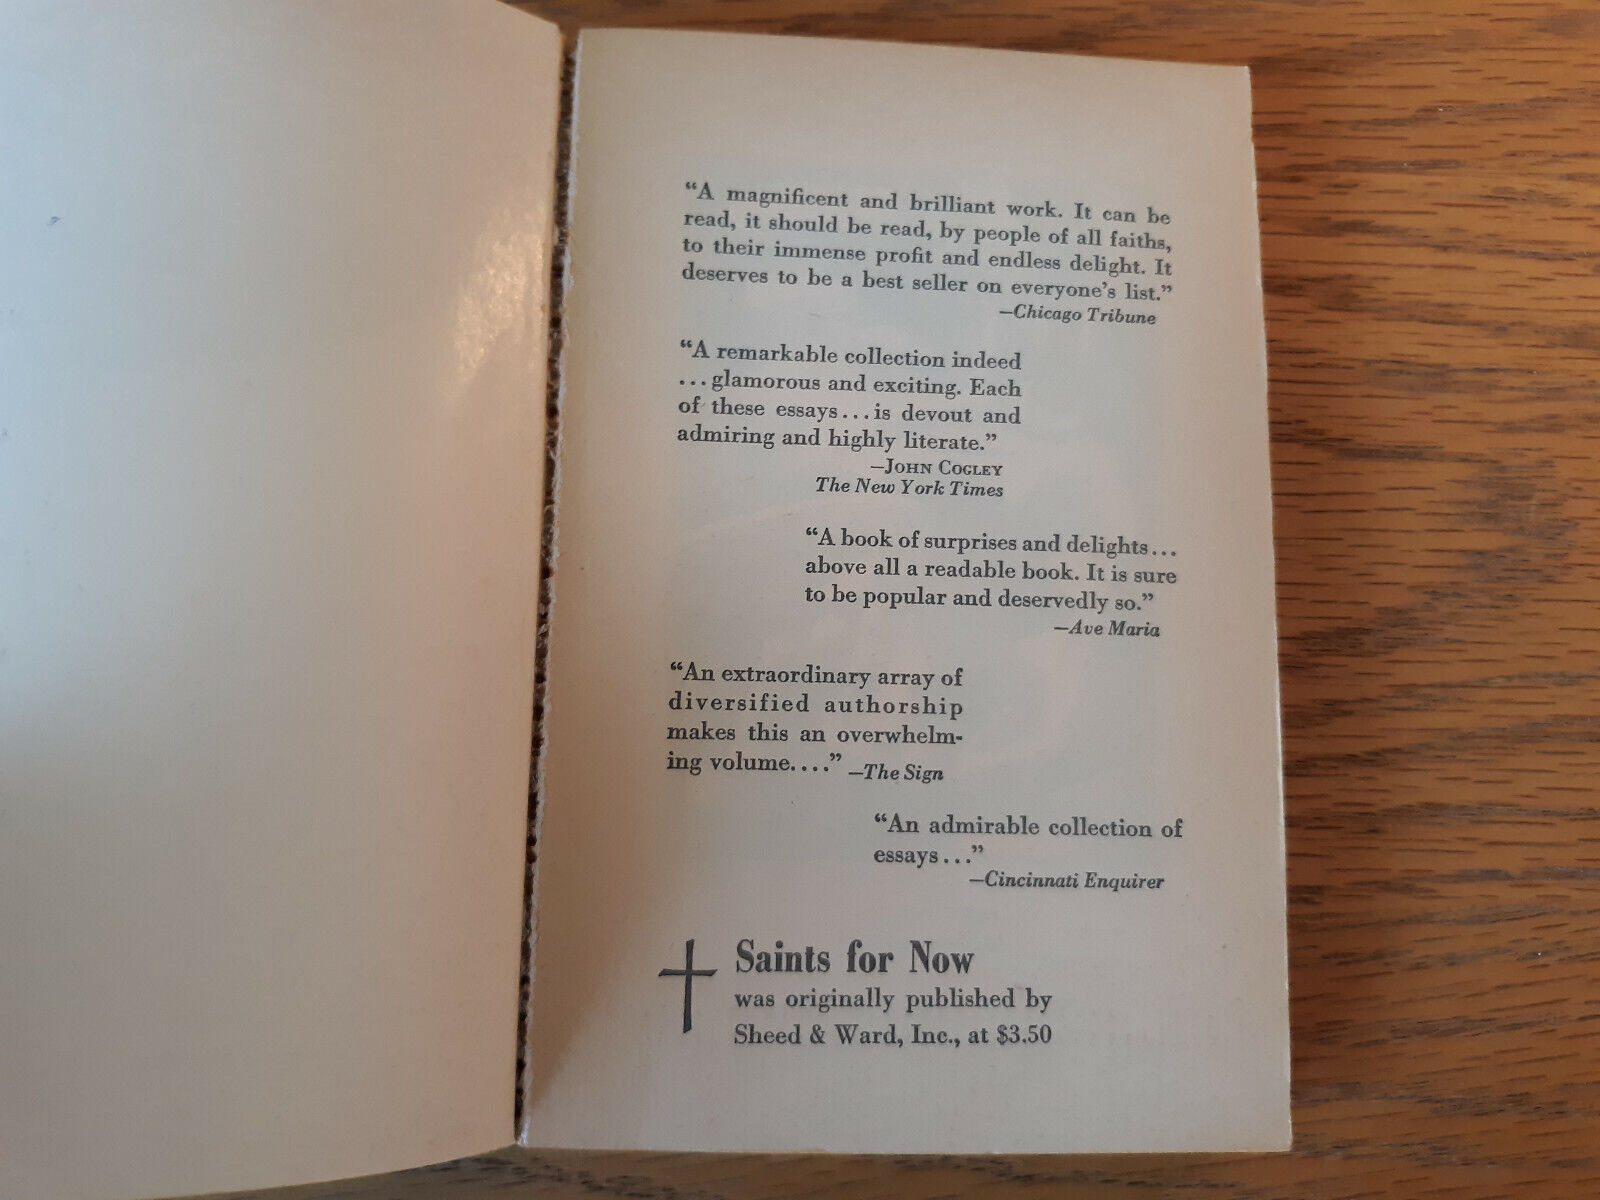 “A magnificent and brilliant work. It can be
read, it should be read, by people of all faiths,
to their immense profit and endless delight. It
deserves to be a best seller on everyone’s list.”
—Chicago Tribune
“A remarkable collection indeed
...glamorous and exciting. Each
of these essays...is devout and
admiring and highly literate.”
—JOHN COGLEY
The New York Times
“A book of surprises and delights...
above all a readable book. It is sure
to be popular and deservedly so.”
—Ave Maria
“An extraordinary array of
diversified authorship
makes this an overwhelm-
ing volume....” —The Sign
“An admirable collection of
essays...”
—Cincinnati Enquirer
Saints for Now
was originally published by
Sheed & Ward, Inc., at $3.50